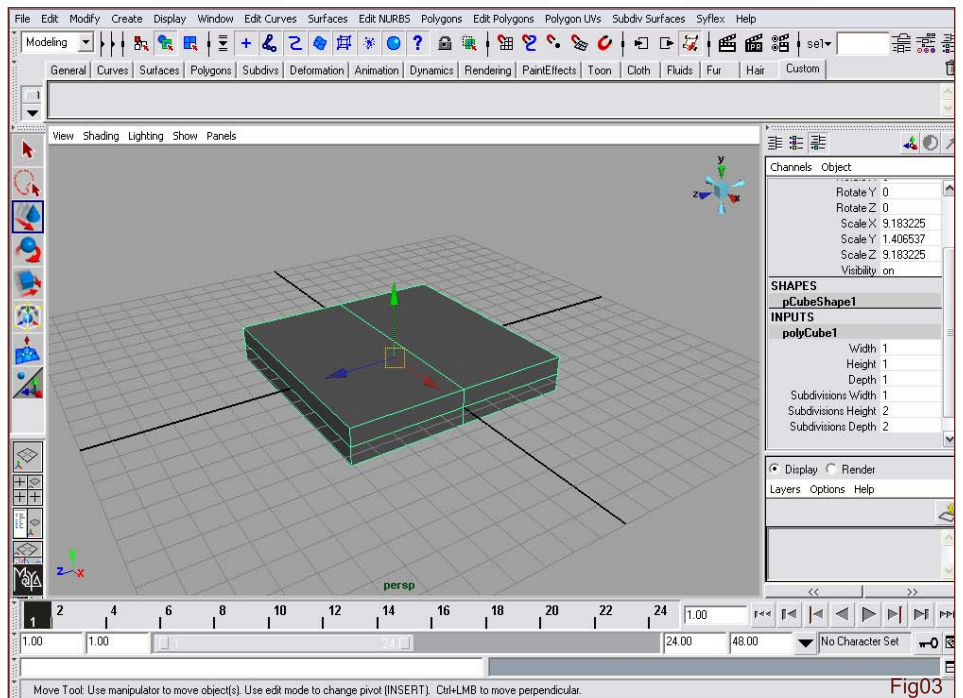 File Edit Modify Create Display Window Edit Curves Surfaces Edit NURBS Polygons Edit Polygons Polygon UVs Subdiv Surfaces Syflex Help
Modeling sel
General Curves Surfaces Polygons Subdivs Deformation Animation Dynamics Rendering PaintEffects Toon Cloth Fluids Fur Hair Custom
View Shading Lighting Show Panels
Channels Object
Rotate Y 0
Rotate Z 0
Scale X 9.183225
Scale Y 1.406537
Scale Z 9.183225
Visibility on
SHAPES
pCubeShape1
INPUTS
polyCube1
Width 1
Height 1
Depth 1
Subdivisions Width 1
Subdivisions Height 2
Subdivisions Depth 2
y
z x
Display Render
Layers Options Help
z x
persp
MAYA
<< >>
1 2 4 6 8 10 12 14 16 18 20 22 24 1.00
1.00 1.00 1 24 24.00 48.00 No Character Set
Move Tool: Use manipulator to move object(s). Use edit mode to change pivot (INSERT). Ctrl+LMB to move perpendicular.
Fig03